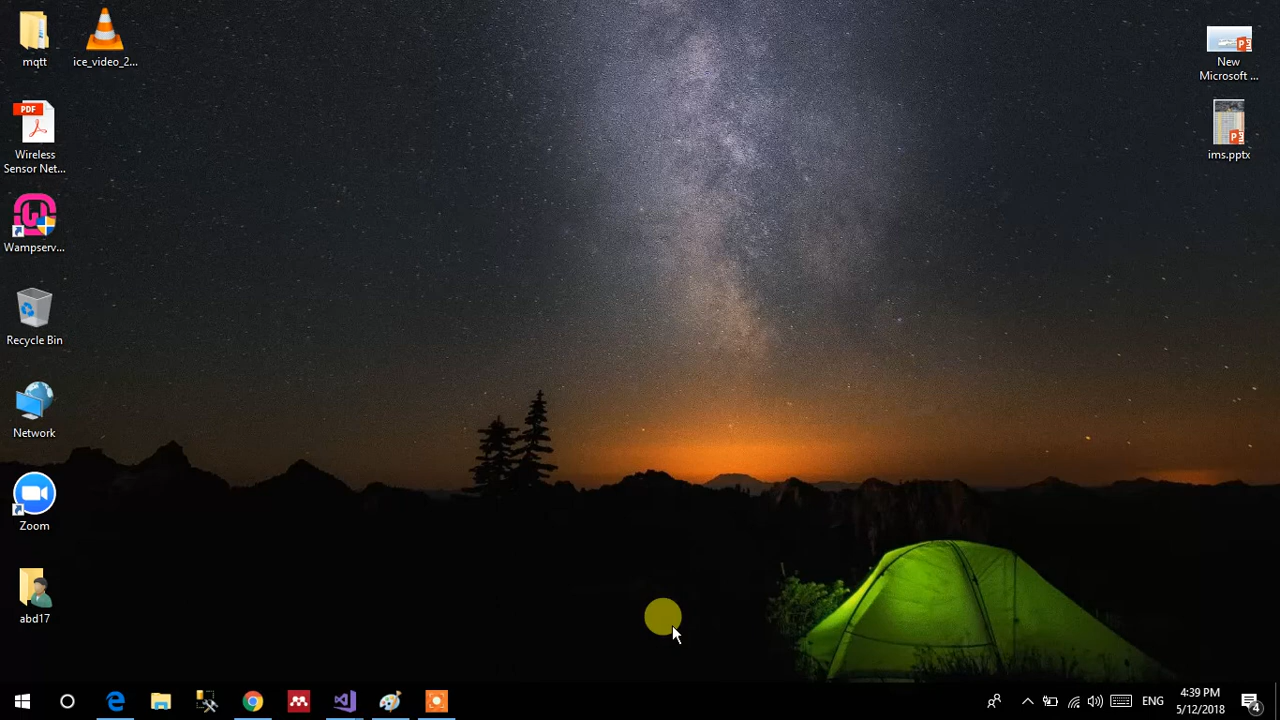 mqtt
ice_video_2...
PDF
Wireless
Sensor Net...
Wampserv...
Recycle Bin
Network
Zoom
abd17
New
Microsoft ...
ims.pptx
ENG
4:39 PM
5/12/2018
4